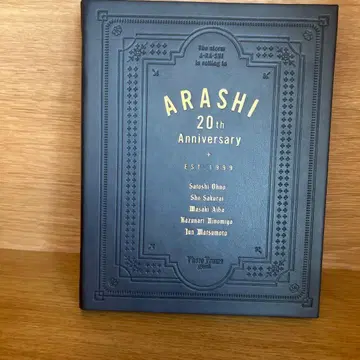 The storm
A·RA·SHI
is calling in
ARASHI
20th
Anniversary
EST. 1999
Satoshi Ohno
Sho Sakurai
Masaki Aiba
Kazunari Ninomiya
Jun Matsumoto